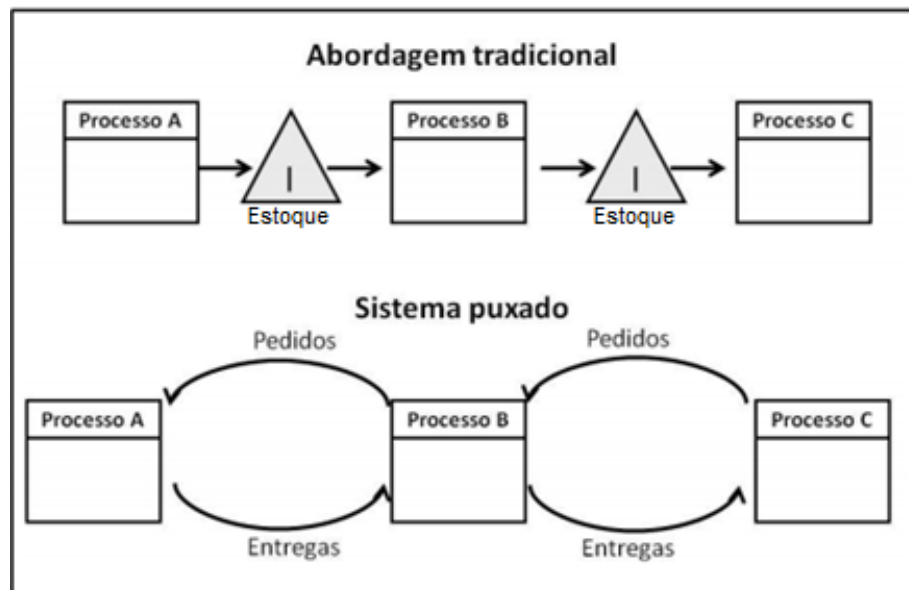 Abordagem tradicional
Processo A
Processo B
Processo C
I
I
Estoque
Estoque
Sistema puxado
Pedidos
Pedidos
Processo A
Processo B
Processo C
Entregas
Entregas